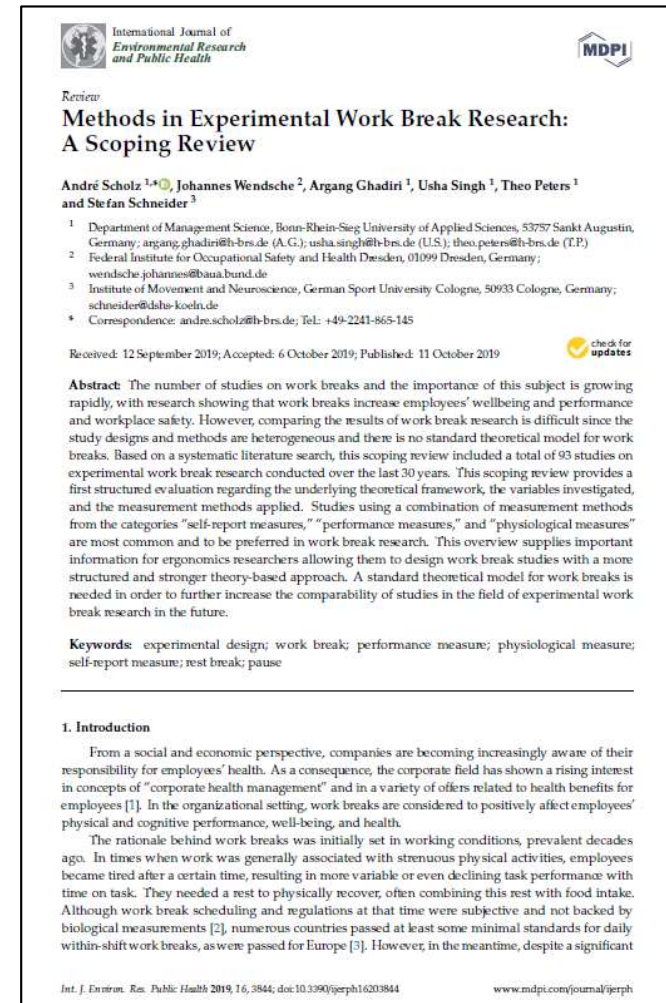 International Journal of
Environmental Research
and Public Health
MDPI
Review
Methods in Experimental Work Break Research:
A Scoping Review
André Scholz 1,*, Johannes Wendsche 2, Argang Ghadiri 1, Usha Singh 1, Theo Peters 1
and Stefan Schneider 3
1 Department of Management Science, Bonn-Rhein-Sieg University of Applied Sciences, 53757 Sankt Augustin,
Germany; argang.ghadiri@h-brs.de (A.G.); usha.singh@h-brs.de (U.S.); theo.peters@h-brs.de (T.P.)
2 Federal Institute for Occupational Safety and Health Dresden, 01099 Dresden, Germany;
wendsche.johannes@baua.bund.de
3 Institute of Movement and Neuroscience, German Sport University Cologne, 50933 Cologne, Germany;
schneider@dshs-koeln.de
* Correspondence: andre.scholz@h-brs.de; Tel.: +49-2241-865-145
Received: 12 September 2019; Accepted: 6 October 2019; Published: 11 October 2019
check for
updates
Abstract: The number of studies on work breaks and the importance of this subject is growing
rapidly, with research showing that work breaks increase employees' wellbeing and performance
and workplace safety. However, comparing the results of work break research is difficult since the
study designs and methods are heterogeneous and there is no standard theoretical model for work
breaks. Based on a systematic literature search, this scoping review included a total of 93 studies on
experimental work break research conducted over the last 30 years. This scoping review provides a
first structured evaluation regarding the underlying theoretical framework, the variables investigated,
and the measurement methods applied. Studies using a combination of measurement methods
from the categories "self-report measures," "performance measures," and "physiological measures"
are most common and to be preferred in work break research. This overview supplies important
information for ergonomics researchers allowing them to design work break studies with a more
structured and stronger theory-based approach. A standard theoretical model for work breaks is
needed in order to further increase the comparability of studies in the field of experimental work
break research in the future.
Keywords: experimental design; work break; performance measure; physiological measure;
self-report measure; rest break; pause
1. Introduction
From a social and economic perspective, companies are becoming increasingly aware of their
responsibility for employees' health. As a consequence, the corporate field has shown a rising interest
in concepts of "corporate health management" and in a variety of offers related to health benefits for
employees [1]. In the organizational setting, work breaks are considered to positively affect employees'
physical and cognitive performance, well-being, and health.
The rationale behind work breaks was initially set in working conditions, prevalent decades
ago. In times when work was generally associated with strenuous physical activities, employees
became tired after a certain time, resulting in more variable or even declining task performance with
time on task. They needed a rest to physically recover, often combining this rest with food intake.
Although work break scheduling and regulations at that time were subjective and not backed by
biological measurements [2], numerous countries passed at least some minimal standards for daily
within-shift work breaks, as were passed for Europe [3]. However, in the meantime, despite a significant
Int. J. Environ. Res. Public Health 2019, 16, 3844; doi:10.3390/ijerph16203844
www.mdpi.com/journal/ijerph